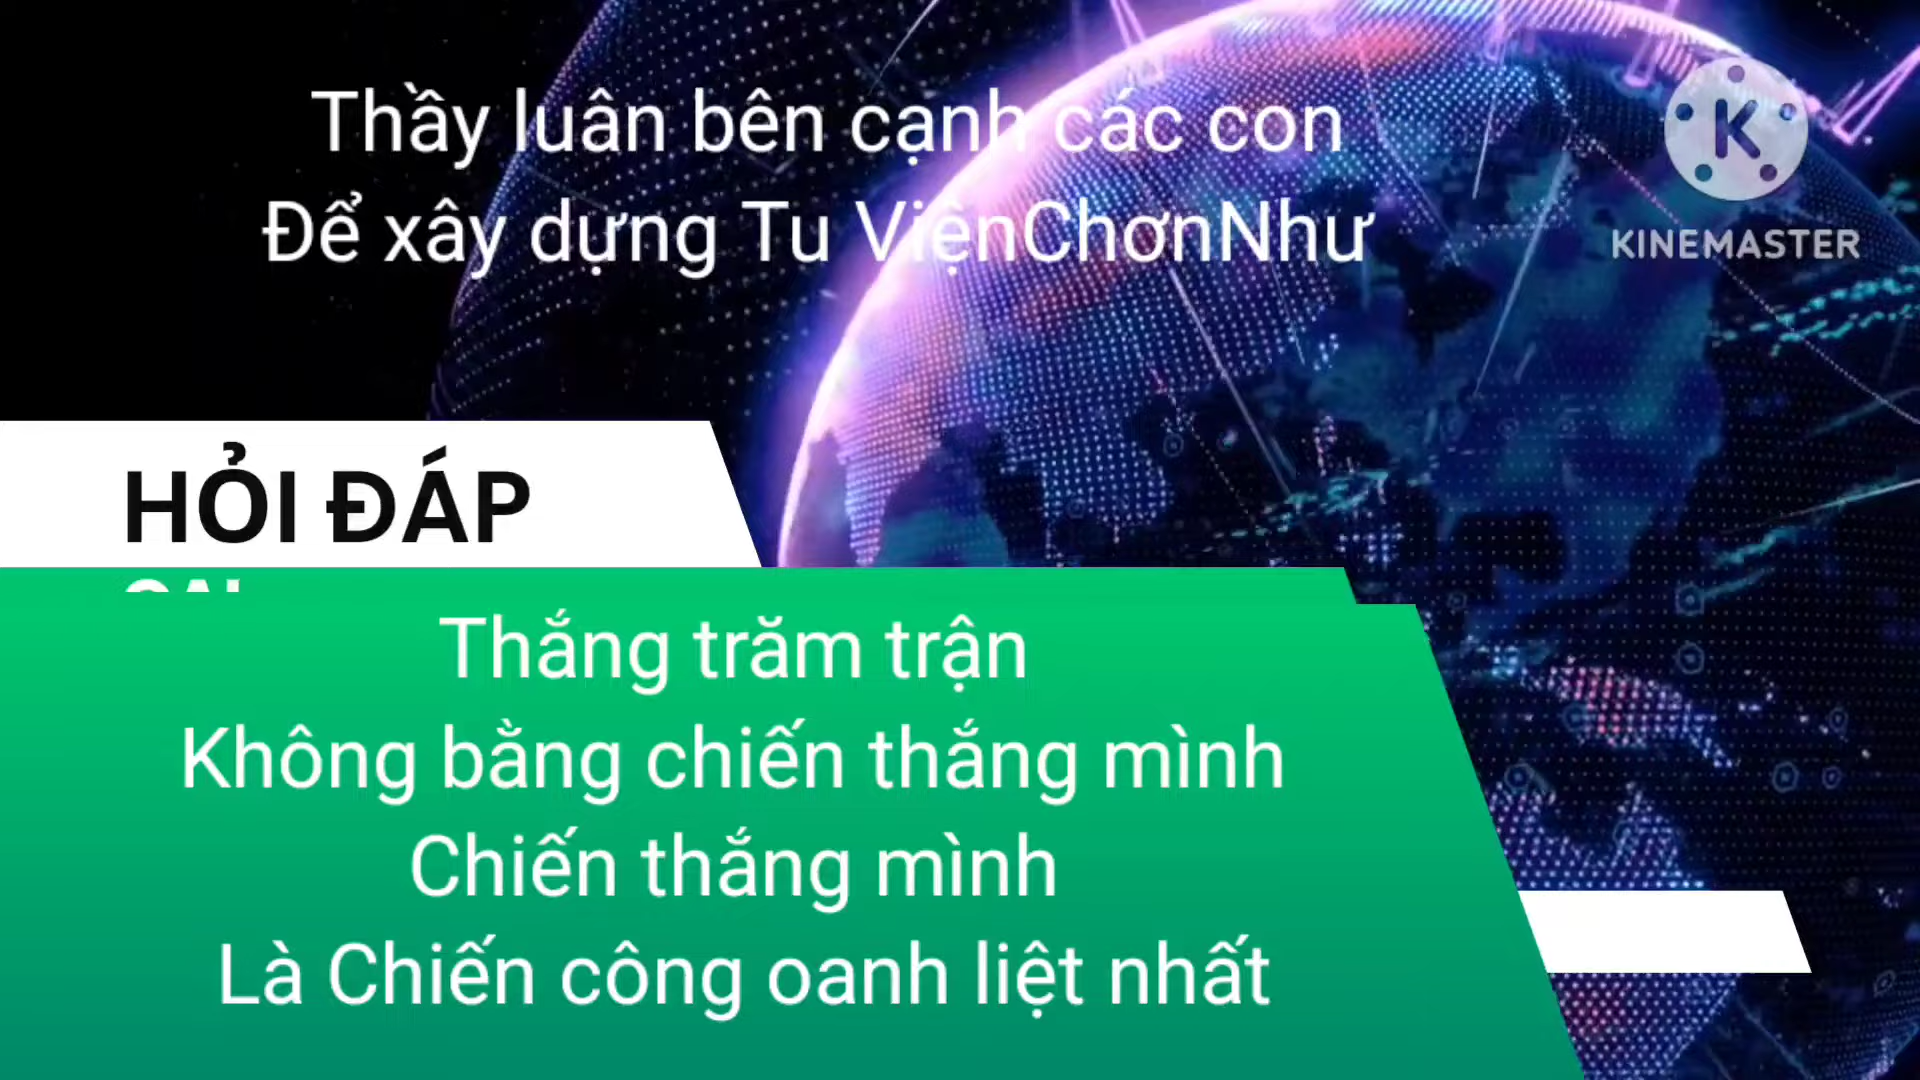 Thầy luân bên cạnh các con
Để xây dựng Tu ViệnChơnNhư
KINEMASTER
HỎI ĐÁP
Thắng trăm trận
Không bằng chiến thắng mình
Chiến thắng mình
Là Chiến công oanh liệt nhất